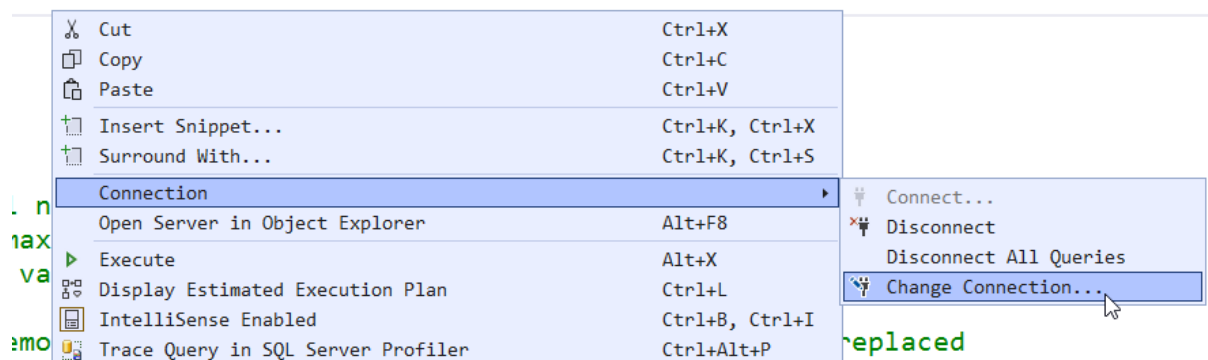 Cut Ctrl+X
Copy Ctrl+C
Paste Ctrl+V
Insert Snippet... Ctrl+K, Ctrl+X
Surround With... Ctrl+K, Ctrl+S
Connection
Connect...
Open Server in Object Explorer Alt+F8
Disconnect
Execute Alt+X
Disconnect All Queries
Display Estimated Execution Plan Ctrl+L
Change Connection...
IntelliSense Enabled Ctrl+B, Ctrl+I
Trace Query in SQL Server Profiler Ctrl+Alt+P
replaced